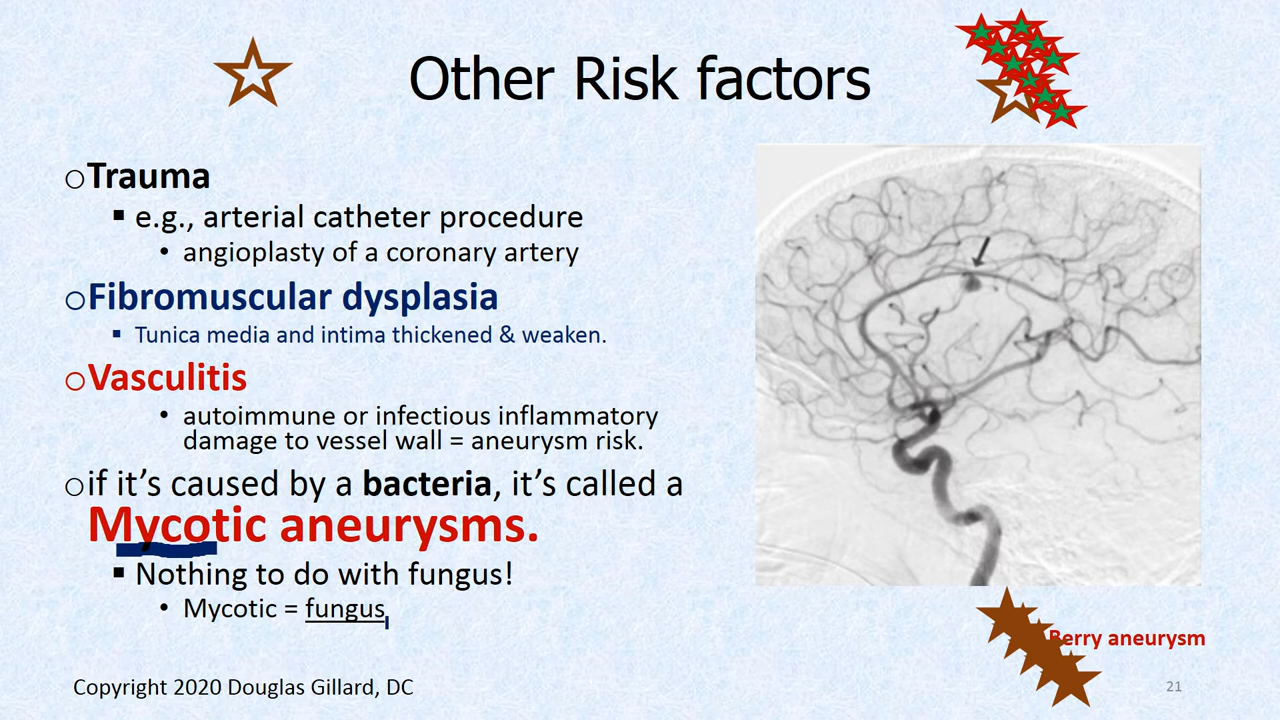 Other Risk factors
Trauma
e.g., arterial catheter procedure
angioplasty of a coronary artery
Fibromuscular dysplasia
Tunica media and intima thickened & weaken.
Vasculitis
autoimmune or infectious inflammatory
damage to vessel wall = aneurysm risk.
if it’s caused by a bacteria, it’s called a
Mycotic aneurysms.
Nothing to do with fungus!
Mycotic = fungus
Berry aneurysm
Copyright 2020 Douglas Gillard, DC
21